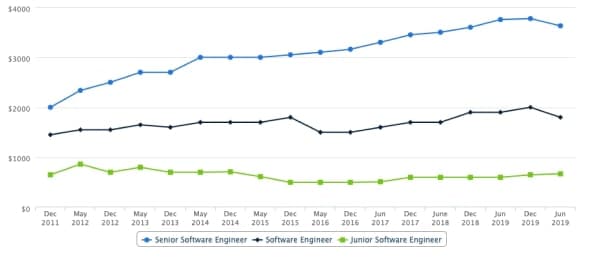 $4000
$3000
$2000
$1000
$0
Dec May Dec May Dec May Dec May Dec May Dec Jun Dec June Dec Jun Dec Jun
2011 2012 2012 2013 2013 2014 2014 2015 2015 2016 2016 2017 2017 2018 2018 2019 2019 2019
Senior Software Engineer Software Engineer Junior Software Engineer